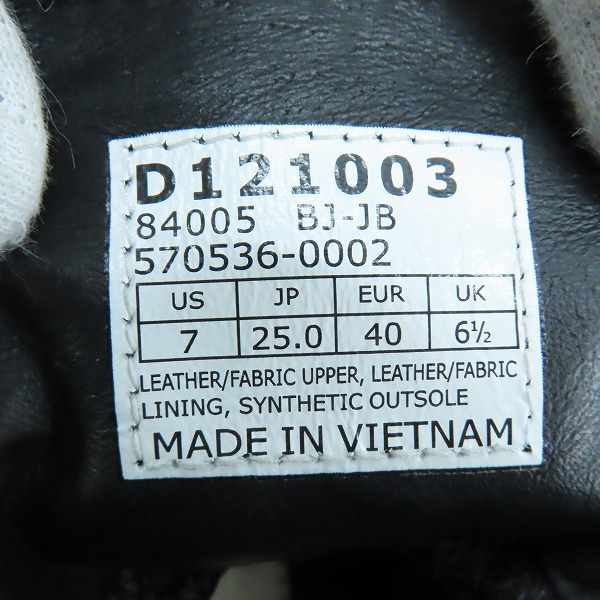 D121003
84005 BJ-JB
570536-0002
US JP EUR UK
7 25.0 40 6½
LEATHER/FABRIC UPPER, LEATHER/FABRIC
LINING, SYNTHETIC OUTSOLE
MADE IN VIETNAM